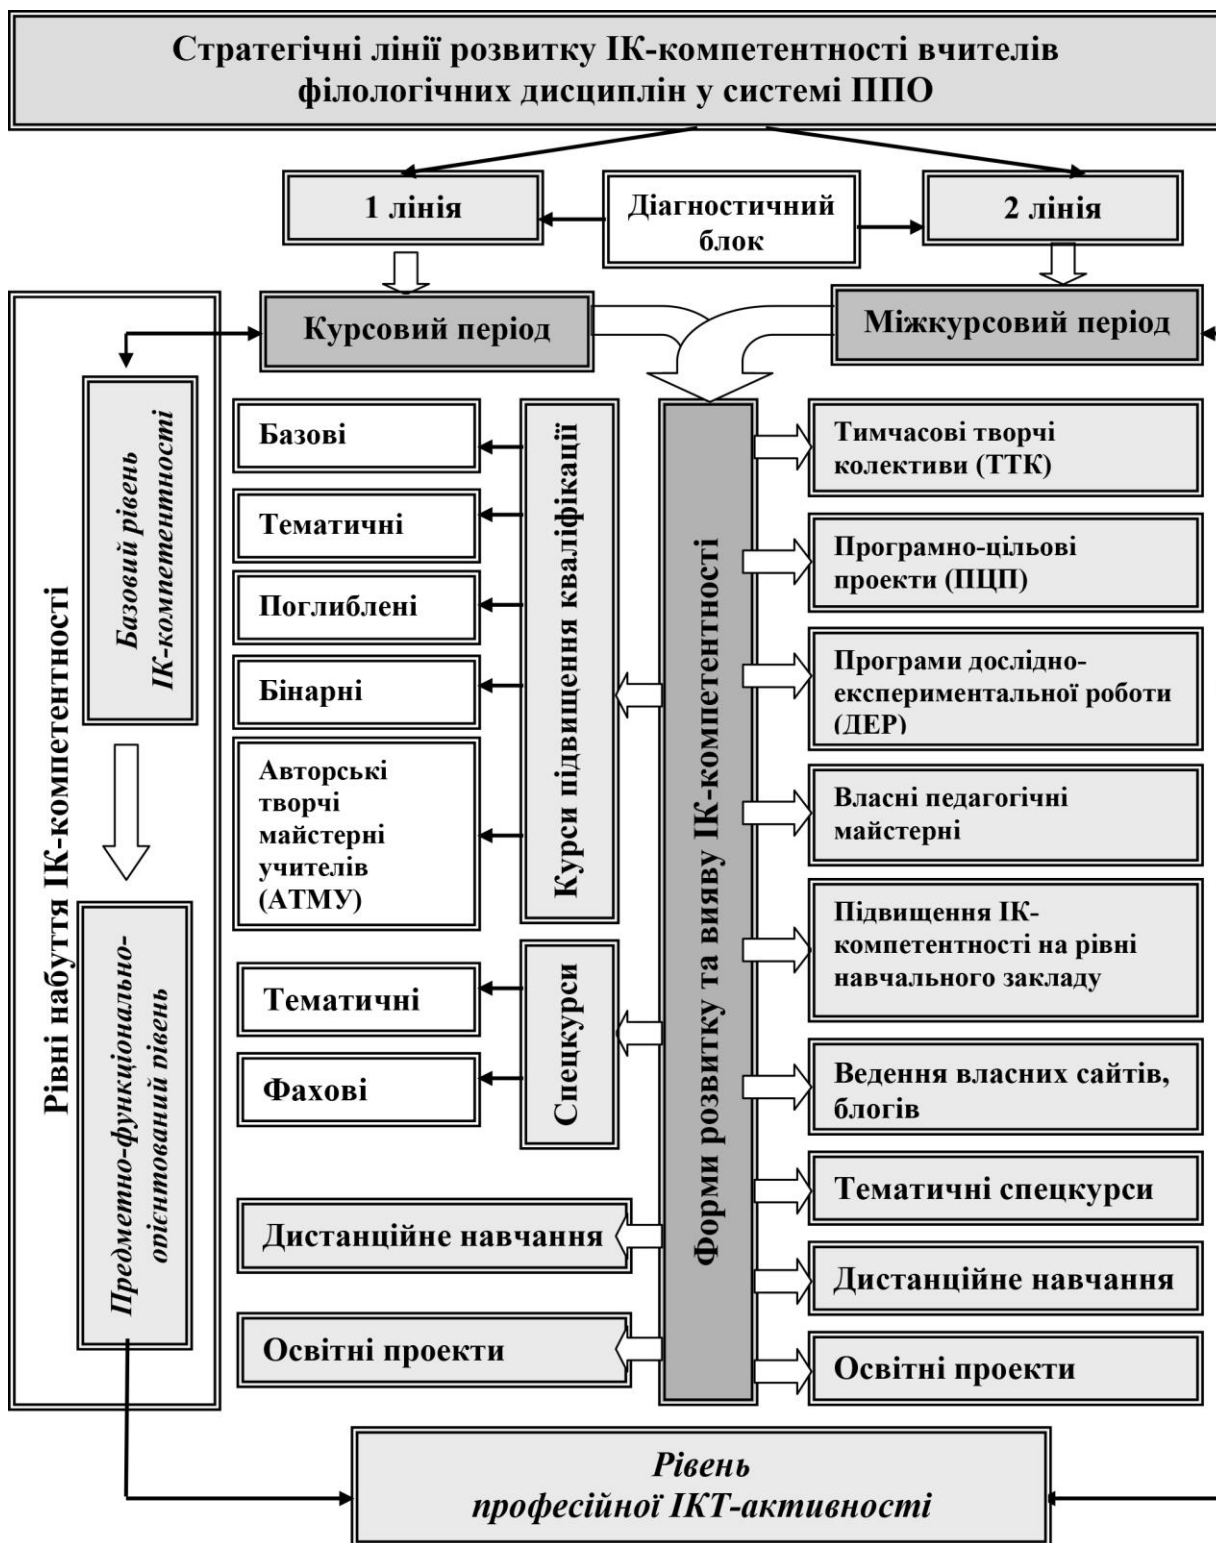 Стратегічні лінії розвитку ІК-компетентності вчителів
філологічних дисциплін у системі ППО
1 лінія
Діагностичний
блок
2 лінія
Курсовий період
Міжкурсовий період
Рівні набуття ІК-компетентності
Базовий рівень
ІК-компетентності
Предметно-функціонально-
орієнтований рівень
Базові
Тематичні
Поглиблені
Бінарні
Авторські
творчі
майстерні
учителів
(АТМУ)
Курси підвищення кваліфікації
Тематичні
Фахові
Спецкурси
Дистанційне навчання
Освітні проекти
Форми розвитку та вияву ІК-компетентності
Тимчасові творчі
колективи (ТТК)
Програмно-цільові
проекти (ПЦП)
Програми дослідно-
експериментальної роботи
(ДЕР)
Власні педагогічні
майстерні
Підвищення ІК-
компетентності на рівні
навчального закладу
Ведення власних сайтів,
блогів
Тематичні спецкурси
Дистанційне навчання
Освітні проекти
Рівень
професійної ІКТ-активності